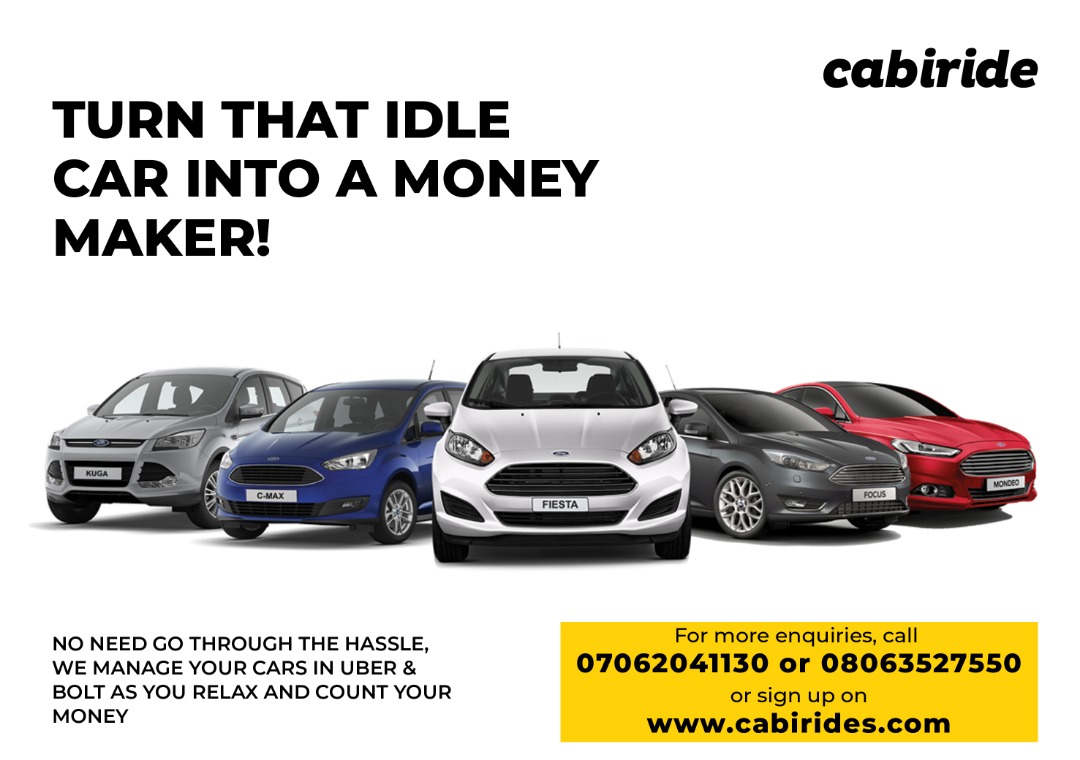 cabiride
TURN THAT IDLE
CAR INTO A MONEY
MAKER!
KUGA
C-MAX
FIESTA
FOCUS
MONDEO
NO NEED GO THROUGH THE HASSLE,
WE MANAGE YOUR CARS IN UBER &
BOLT AS YOU RELAX AND COUNT YOUR
MONEY
For more enquiries, call
07062041130 or 08063527550
or sign up on
www.cabirides.com